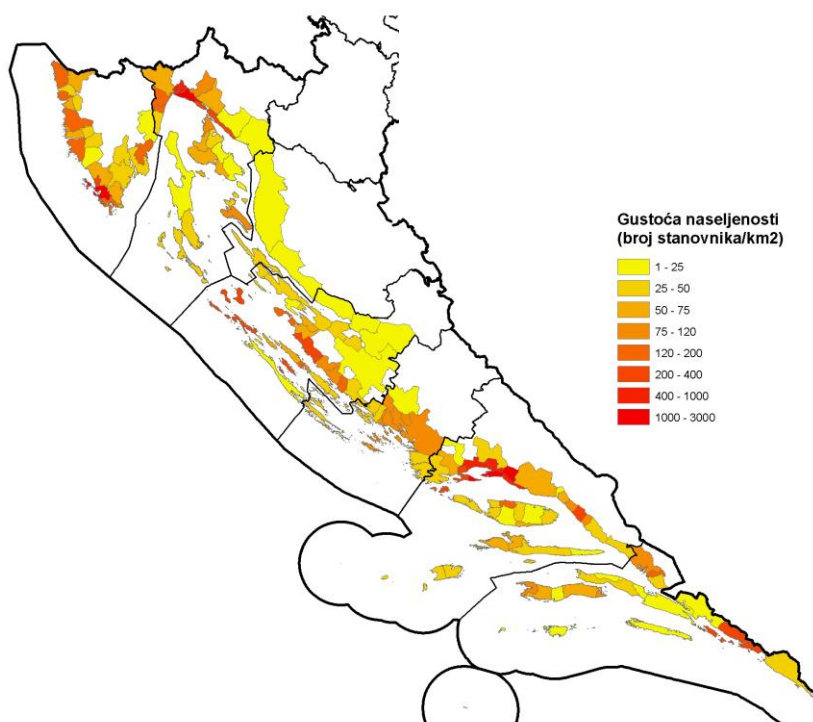 Gustoća naseljenosti
(broj stanovnika/km2)
1 - 25
25 - 50
50 - 75
75 - 120
120 - 200
200 - 400
400 - 1000
1000 - 3000